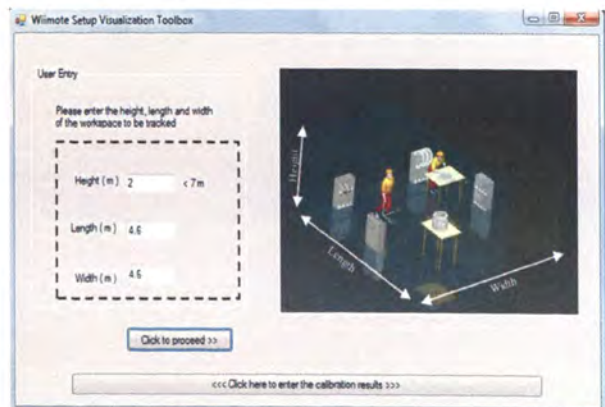 Wiimote Setup Visualization Toolbox
User Entry
Please enter the height, length and width
of the workspace to be tracked
Height ( m ) 2 < 7m
Length ( m ) 4.6
Width ( m ) 4.6
Click to proceed >>
Height
Length
Width
<<< Click here to enter the calibration results >>>